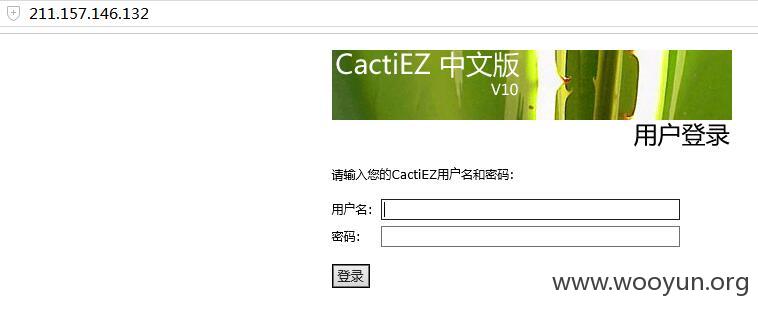 211.157.146.132
CactiEZ 中文版
V10
用户登录
请输入您的CactiEZ用户名和密码:
用户名:
密码:
登录
www.wooyun.org